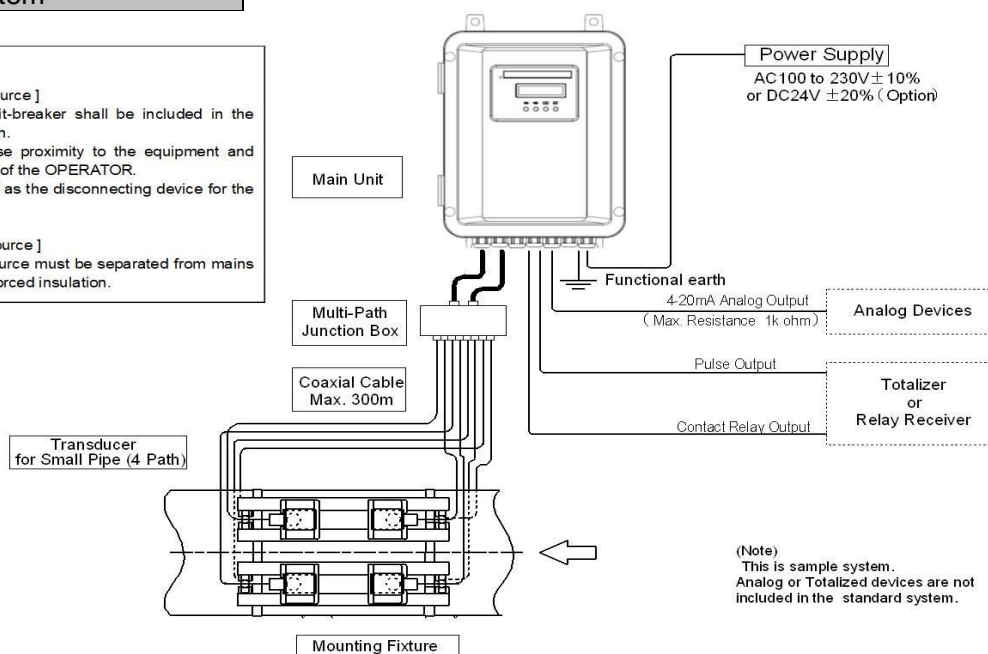 urce ]
it-breaker shall be included in the
se proximity to the equipment and
of the OPERATOR.
as the disconnecting device for the
ource ]
urce must be separated from mains
orced insulation.
Main Unit
Power Supply
AC100 to 230V±10%
or DC24V ±20% (Option)
Functional earth
4-20mA Analog Output
( Max. Resistance 1k ohm )
Analog Devices
Multi-Path
Junction Box
Pulse Output
Totalizer
or
Relay Receiver
Contact Relay Output
Coaxial Cable
Max. 300m
Transducer
for Small Pipe (4 Path)
(Note)
This is sample system.
Analog or Totalized devices are not
included in the standard system.
Mounting Fixture